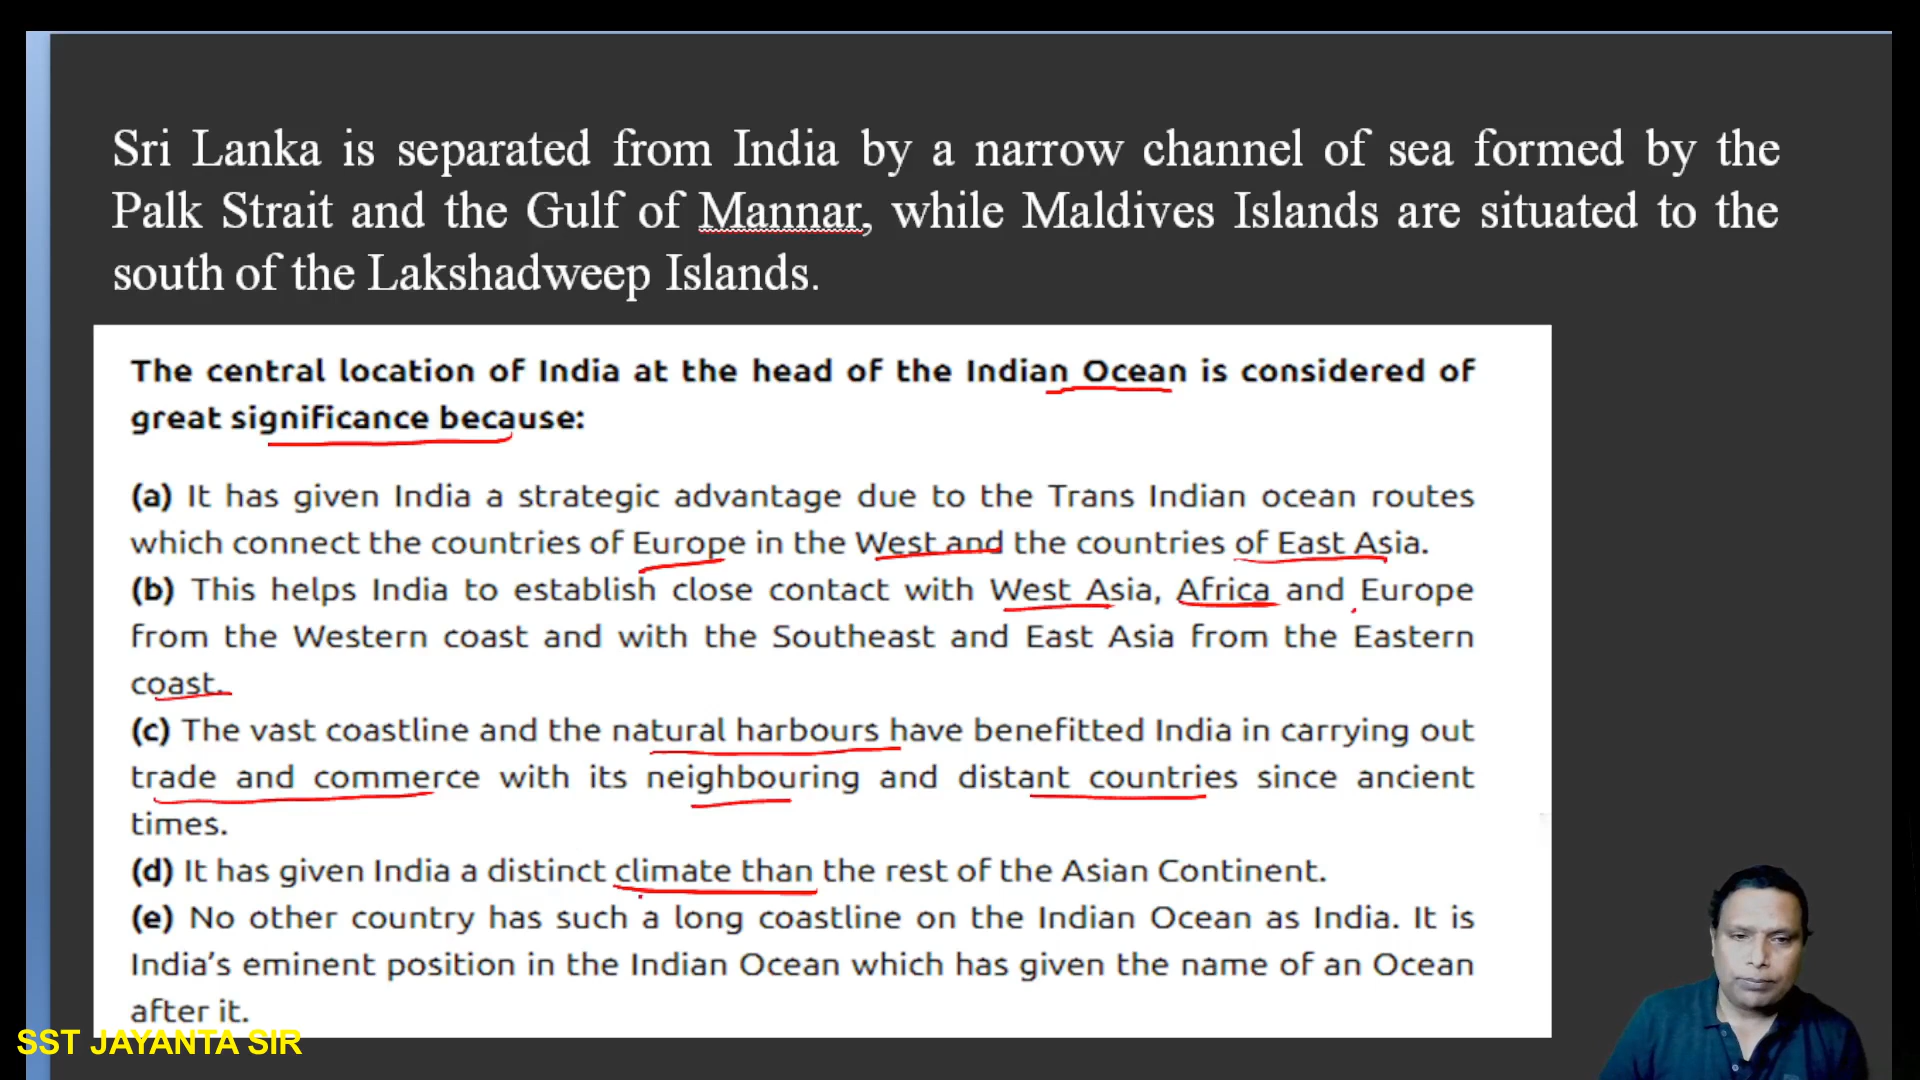 Sri Lanka is separated from India by a narrow channel of sea formed by the
Palk Strait and the Gulf of Mannar, while Maldives Islands are situated to the
south of the Lakshadweep Islands.
The central location of India at the head of the Indian Ocean is considered of
great significance because:
(a) It has given India a strategic advantage due to the Trans Indian ocean routes
which connect the countries of Europe in the West and the countries of East Asia.
(b) This helps India to establish close contact with West Asia, Africa and Europe
from the Western coast and with the Southeast and East Asia from the Eastern
coast.
(c) The vast coastline and the natural harbours have benefitted India in carrying out
trade and commerce with its neighbouring and distant countries since ancient
times.
(d) It has given India a distinct climate than the rest of the Asian Continent.
(e) No other country has such a long coastline on the Indian Ocean as India. It is
India's eminent position in the Indian Ocean which has given the name of an Ocean
after it.
SST JAYANTA SIR